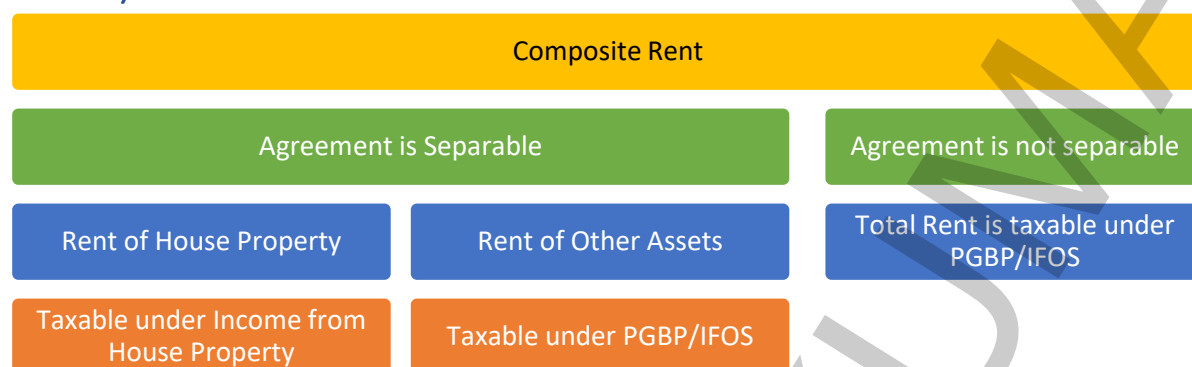 Composite Rent
Agreement is Separable
Agreement is not separable
Rent of House Property
Rent of Other Assets
Total Rent is taxable under
PGBP/IFOS
Taxable under Income from
House Property
Taxable under PGBP/IFOS